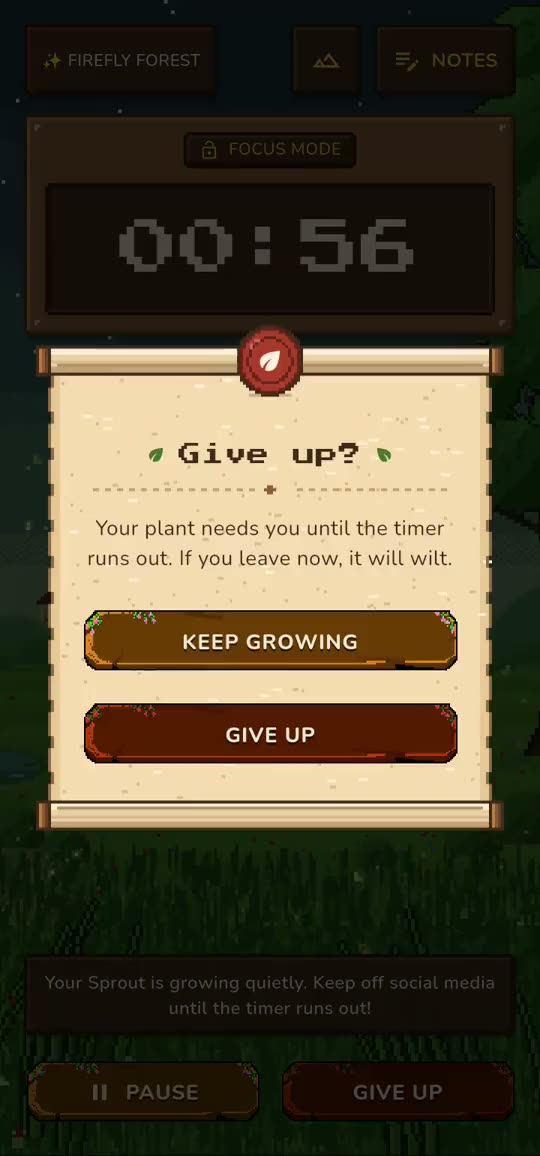 FIREFLY FOREST
NOTES
FOCUS MODE
00:56
Give up?
Your plant needs you until the timer
runs out. If you leave now, it will wilt.
KEEP GROWING
GIVE UP
Your Sprout is growing quietly. Keep off social media
until the timer runs out!
PAUSE
GIVE UP